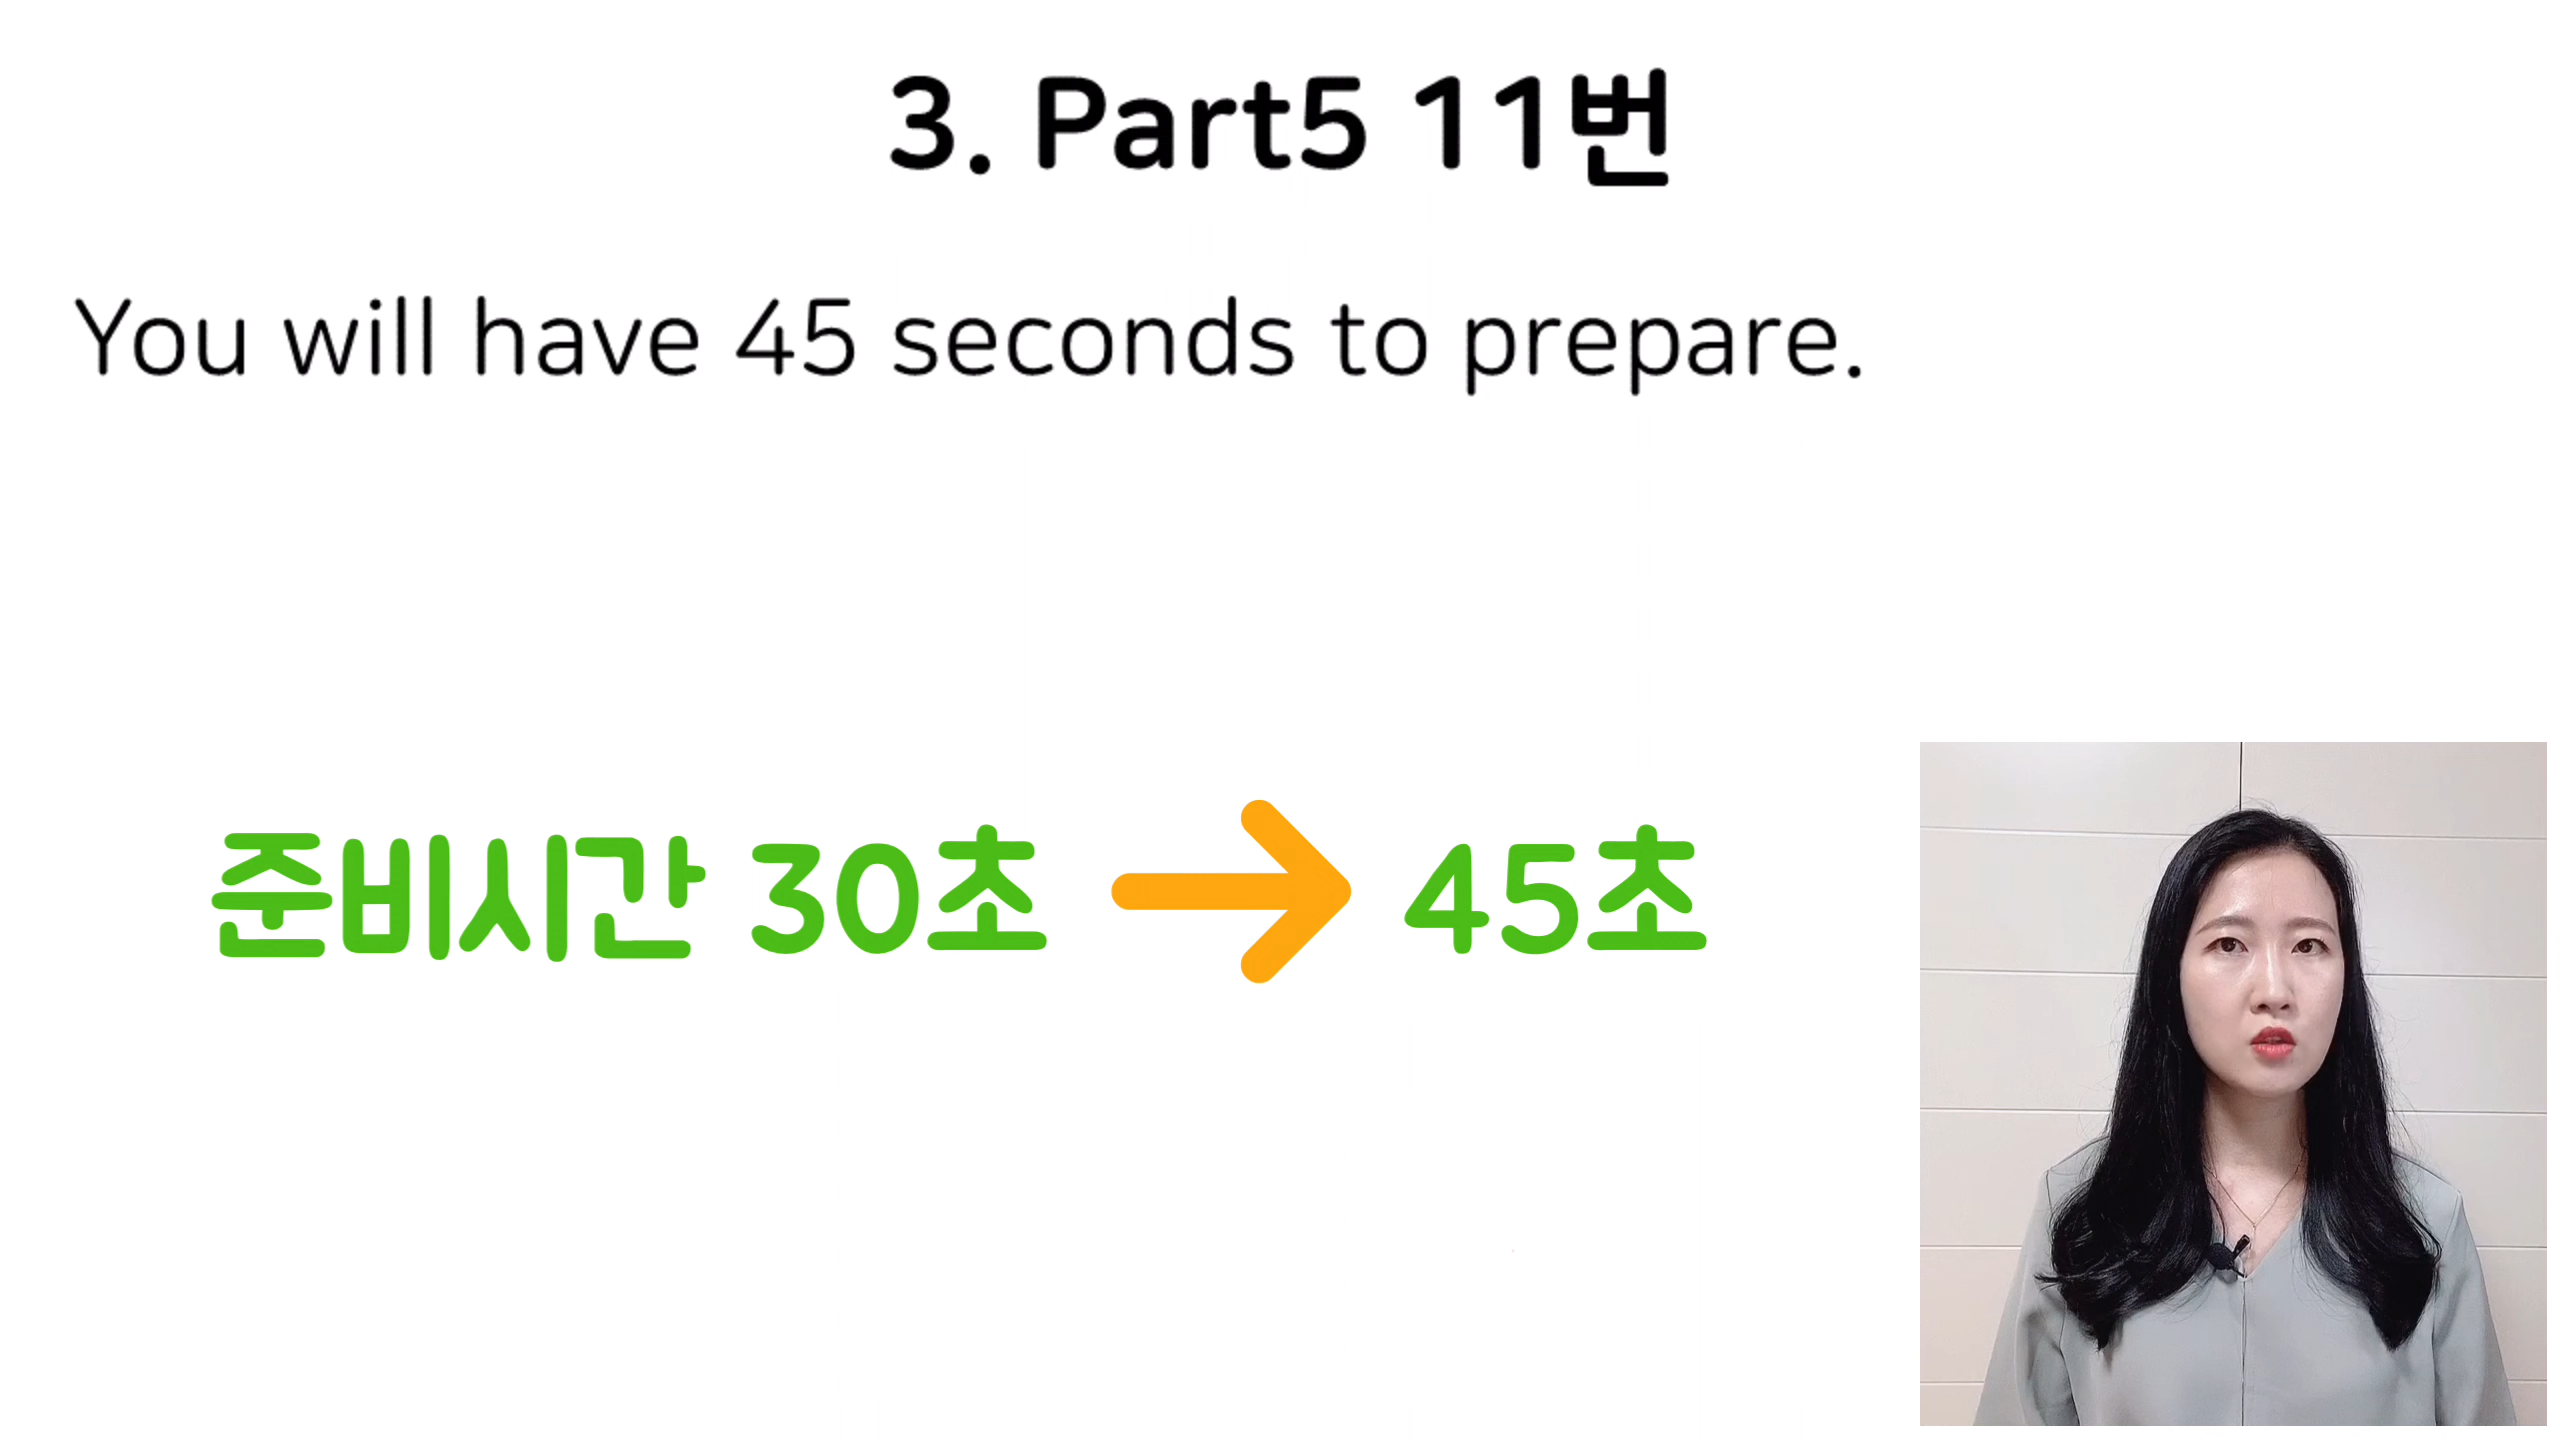 3. Part5 11번
You will have 45 seconds to prepare.
준비시간 30초 → 45초